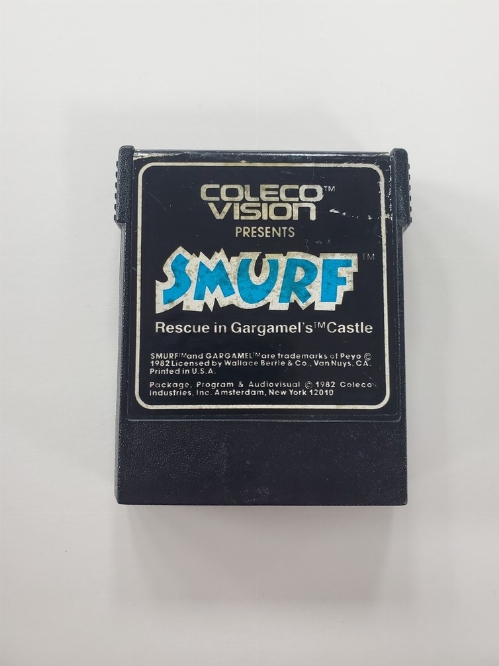 COLECO™
VISION
PRESENTS
SMURF™
Rescue in Gargamel's™ Castle
SMURF™ and GARGAMEL™ are trademarks of Peyo ©
1982 Licensed by Wallace Berrie & Co., Van Nuys, CA.
Printed in U.S.A.
Package, Program & Audiovisual © 1982 Coleco
Industries, Inc. Amsterdam, New York 12010